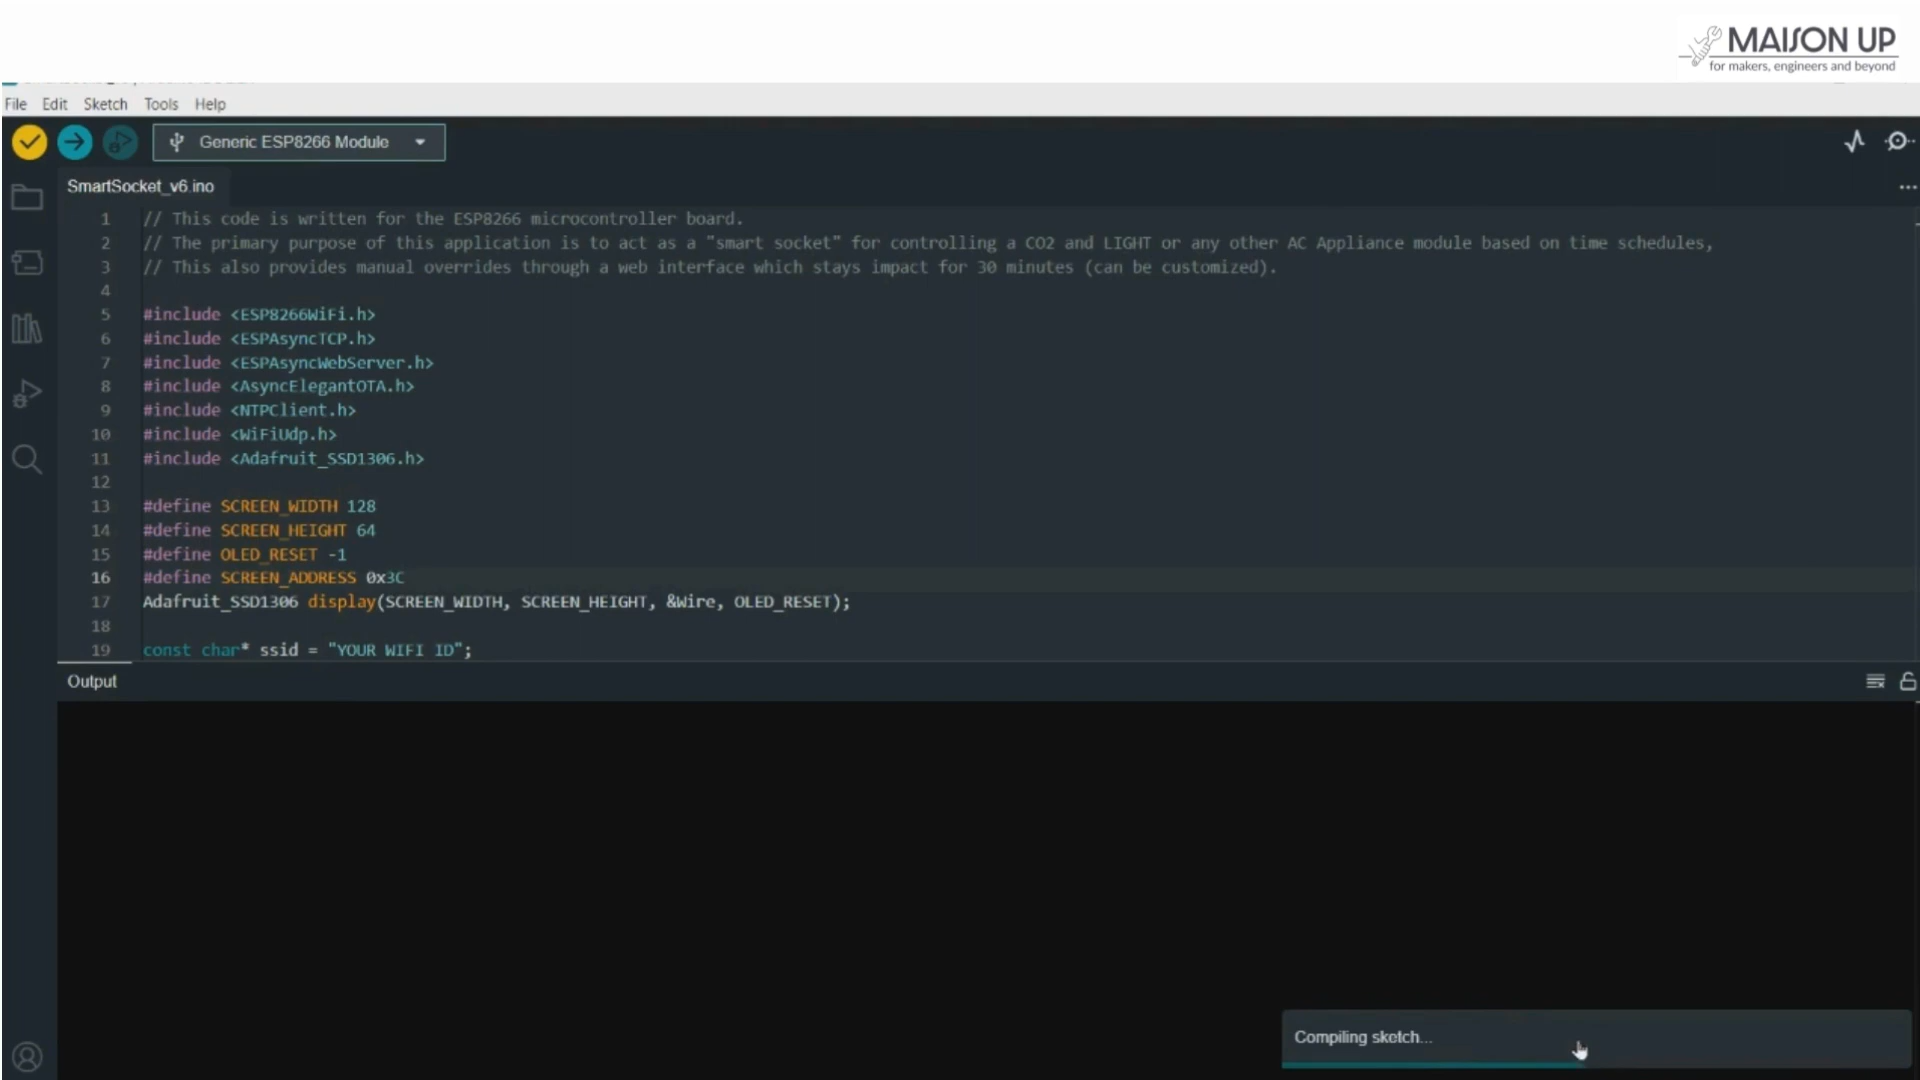 MAISON UP
for makers, engineers and beyond
File Edit Sketch Tools Help
Generic ESP8266 Module
SmartSocket_v6.ino
1 // This code is written for the ESP8266 microcontroller board.
2 // The primary purpose of this application is to act as a "smart socket" for controlling a CO2 and LIGHT or any other AC Appliance module based on time schedules,
3 // This also provides manual overrides through a web interface which stays impact for 30 minutes (can be customized).
4
5 #include <ESP8266WiFi.h>
6 #include <ESPAsyncTCP.h>
7 #include <ESPAsyncWebServer.h>
8 #include <AsyncElegantOTA.h>
9 #include <NTPClient.h>
10 #include <WiFiUdp.h>
11 #include <Adafruit_SSD1306.h>
12
13 #define SCREEN_WIDTH 128
14 #define SCREEN_HEIGHT 64
15 #define OLED_RESET -1
16 #define SCREEN_ADDRESS 0x3C
17 Adafruit_SSD1306 display(SCREEN_WIDTH, SCREEN_HEIGHT, &Wire, OLED_RESET);
18
19 const char* ssid = "YOUR WIFI ID";
Output
Compiling sketch...